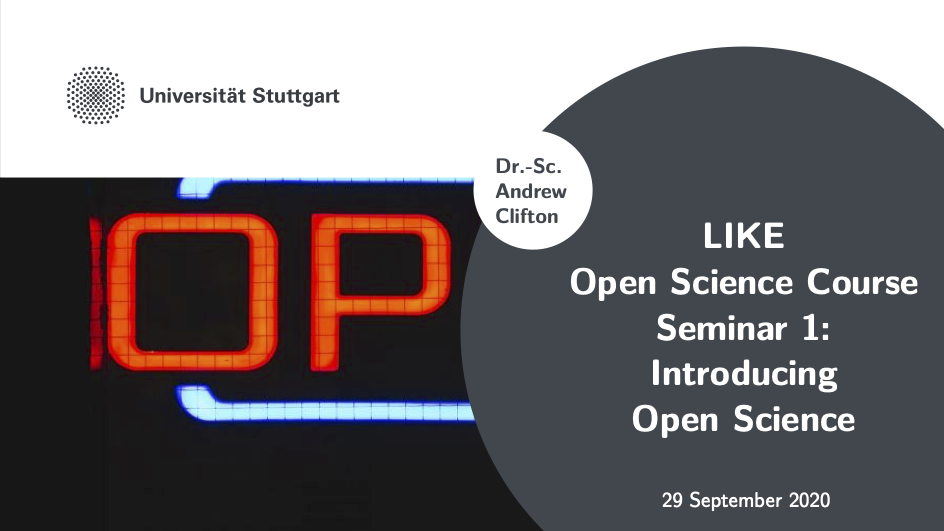 Universität Stuttgart
Dr.-Sc.
Andrew
Clifton
OP
LIKE
Open Science Course
Seminar 1:
Introducing
Open Science
29 September 2020